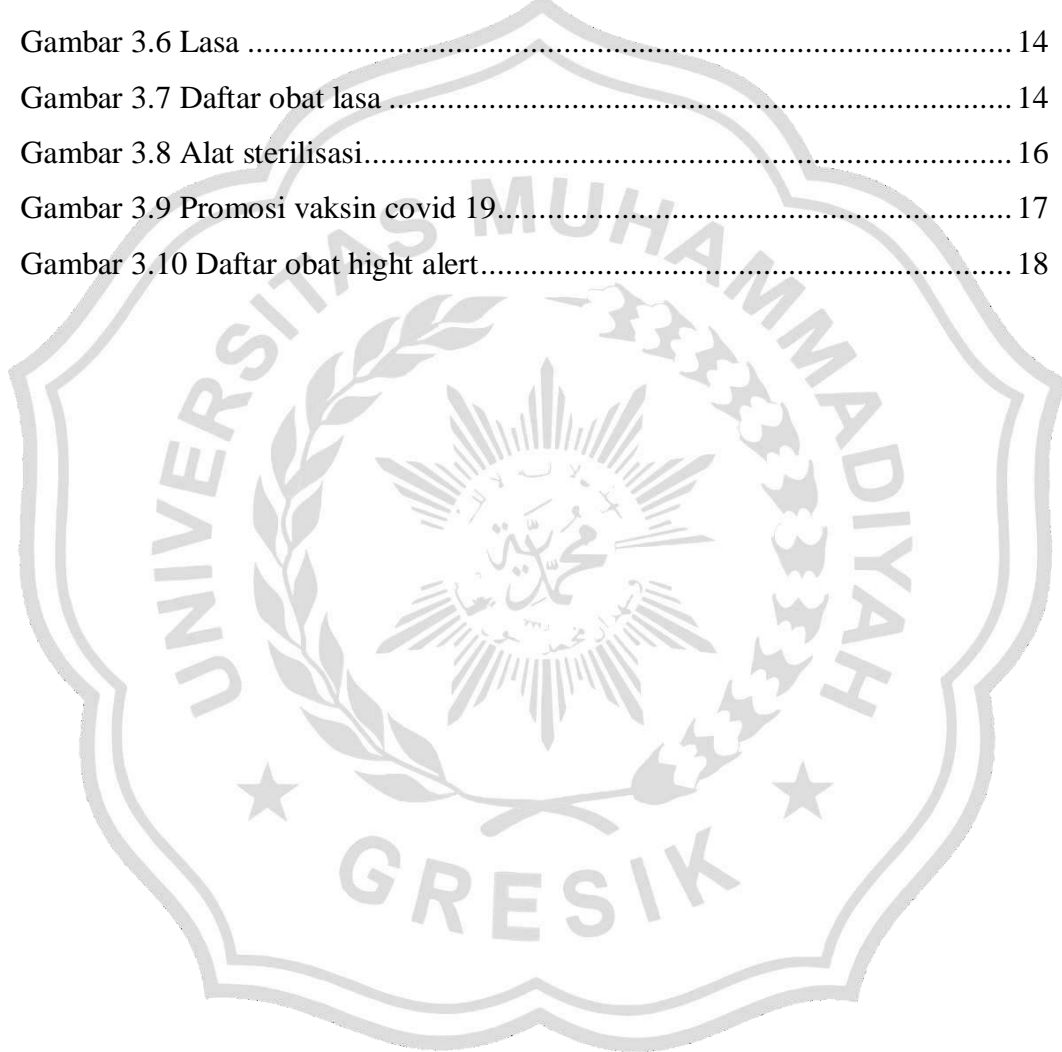 Gambar 3.6 Lasa ........................................................................................................ 14
Gambar 3.7 Daftar obat lasa ..................................................................................... 14
Gambar 3.8 Alat sterilisasi........................................................................................ 16
Gambar 3.9 Promosi vaksin covid 19...................................................................... 17
Gambar 3.10 Daftar obat hight alert........................................................................ 18
UNIVERSITAS MUHAMMADIYAH
GRESIK